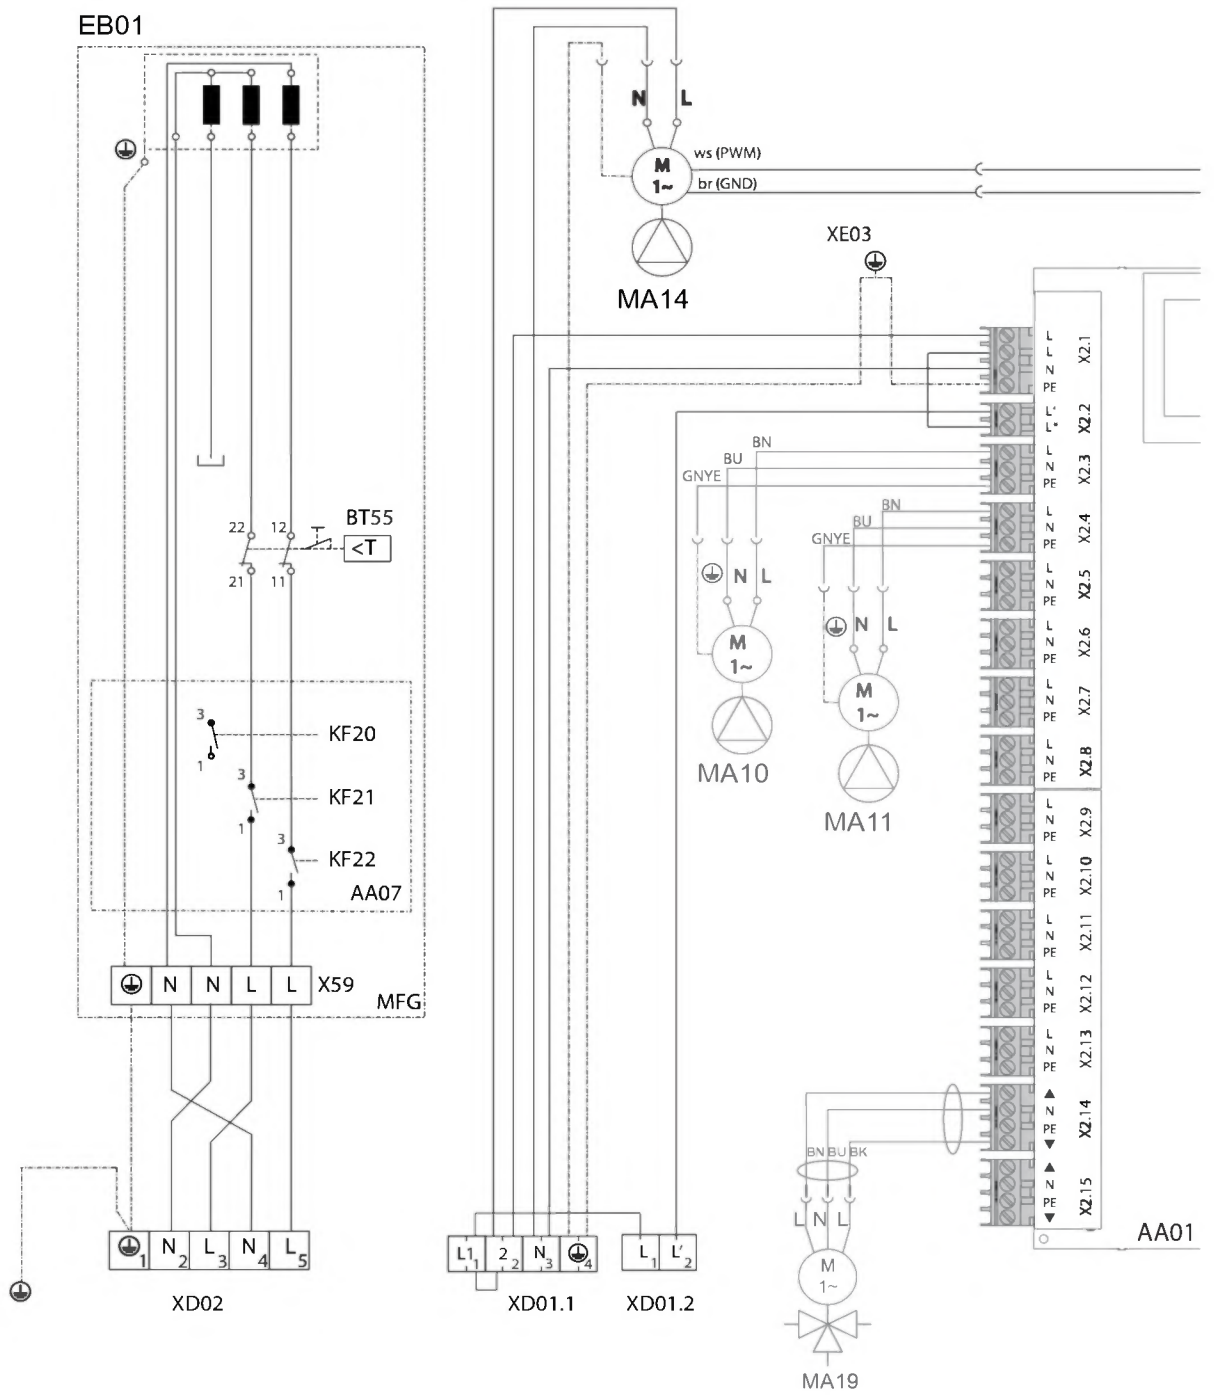 EB01
N L
M
1~
ws (PWM)
br (GND)
MA14
XE03
L
L
N
PE
X2.1
L'
L"
X2.2
L
N
PE
X2.3
L
N
PE
X2.4
L
N
PE
X2.5
L
N
PE
X2.6
L
N
PE
X2.7
L
N
PE
X2.8
L
N
PE
X2.9
L
N
PE
X2.10
L
N
PE
X2.11
L
N
PE
X2.12
L
N
PE
X2.13
▲
N
PE
▼
X2.14
▲
N
PE
▼
X2.15
AA01
BN
BU
GNYE
N L
M
1~
MA10
BN
BU
GNYE
N L
M
1~
MA11
22 12
BT55
<T
21 11
3
KF20
1
3
KF21
1
3
KF22
1
AA07
N N L L X59
MFG
1 N2 L3 N4 L5
XD02
L1 1 2 2 N 3 4
XD01.1
L 1 L' 2
XD01.2
BN BU BK
L N L
M
1~
MA19